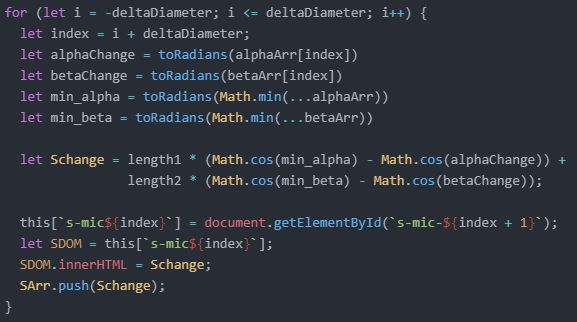 for (let i = -deltaDiameter; i <= deltaDiameter; i++) {
  let index = i + deltaDiameter;
  let alphaChange = toRadians(alphaArr[index])
  let betaChange = toRadians(betaArr[index])
  let min_alpha = toRadians(Math.min(...alphaArr))
  let min_beta = toRadians(Math.min(...betaArr))

  let Schange = length1 * (Math.cos(min_alpha) - Math.cos(alphaChange)) +
                length2 * (Math.cos(min_beta) - Math.cos(betaChange));

  this[`s-mic${index}`] = document.getElementById(`s-mic-${index + 1}`);
  let SDOM = this[`s-mic${index}`];
  SDOM.innerHTML = Schange;
  SArr.push(Schange);
}